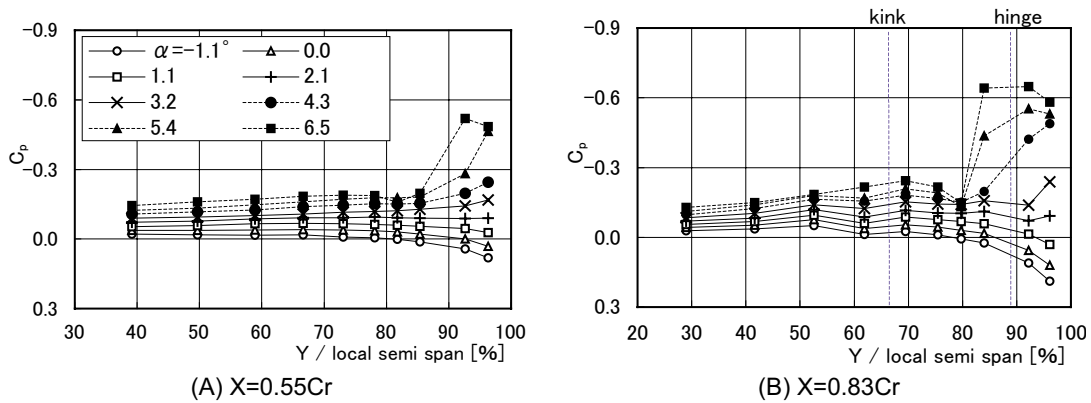 -0.9
α=-1.1° 0.0
1.1 2.1
3.2 4.3
5.4 6.5
-0.6
-0.3
0.0
0.3
Cp
30 40 50 60 70 80 90 100
Y / local semi span [%]
(A) X=0.55Cr
kink hinge
-0.9
-0.6
-0.3
0.0
0.3
Cp
20 30 40 50 60 70 80 90 100
Y / local semi span [%]
(B) X=0.83Cr